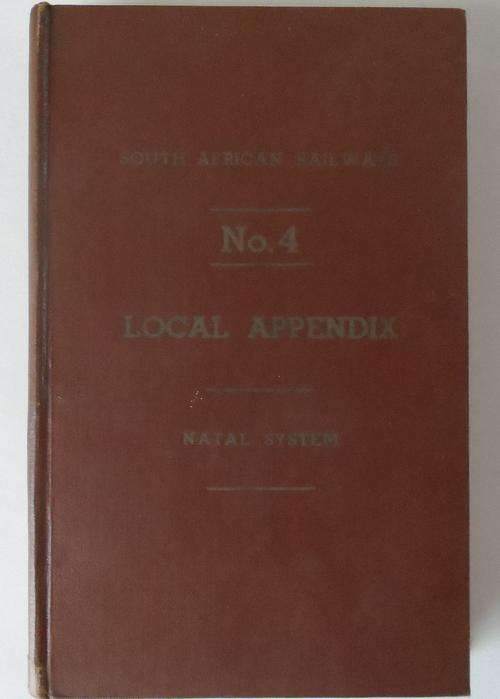 SOUTH AFRICAN RAILWAYS
No. 4
LOCAL APPENDIX
NATAL SYSTEM